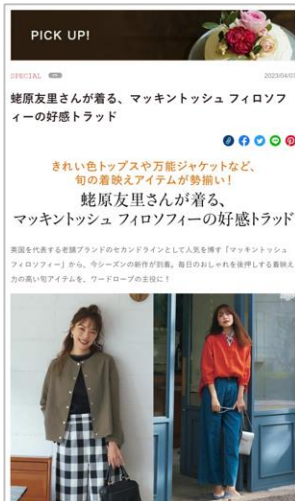 PICK UP!
SPECIAL PR
2023/04/07
蛯原友里さんが着る、マッキントッシュ フィロソフ
ィーの好感トラッド
きれい色トップスや万能ジャケットなど、
旬の着映えアイテムが勢揃い！
蛯原友里さんが着る、
マッキントッシュ フィロソフィーの好感トラッド
英国を代表する老舗ブランドのセカンドラインとして人気を博す「マッキントッシュ
フィロソフィー」から、今シーズンの新作が到着。毎日のおしゃれを後押しする着映え
力の高い旬アイテムを、ワードローブの主役に！